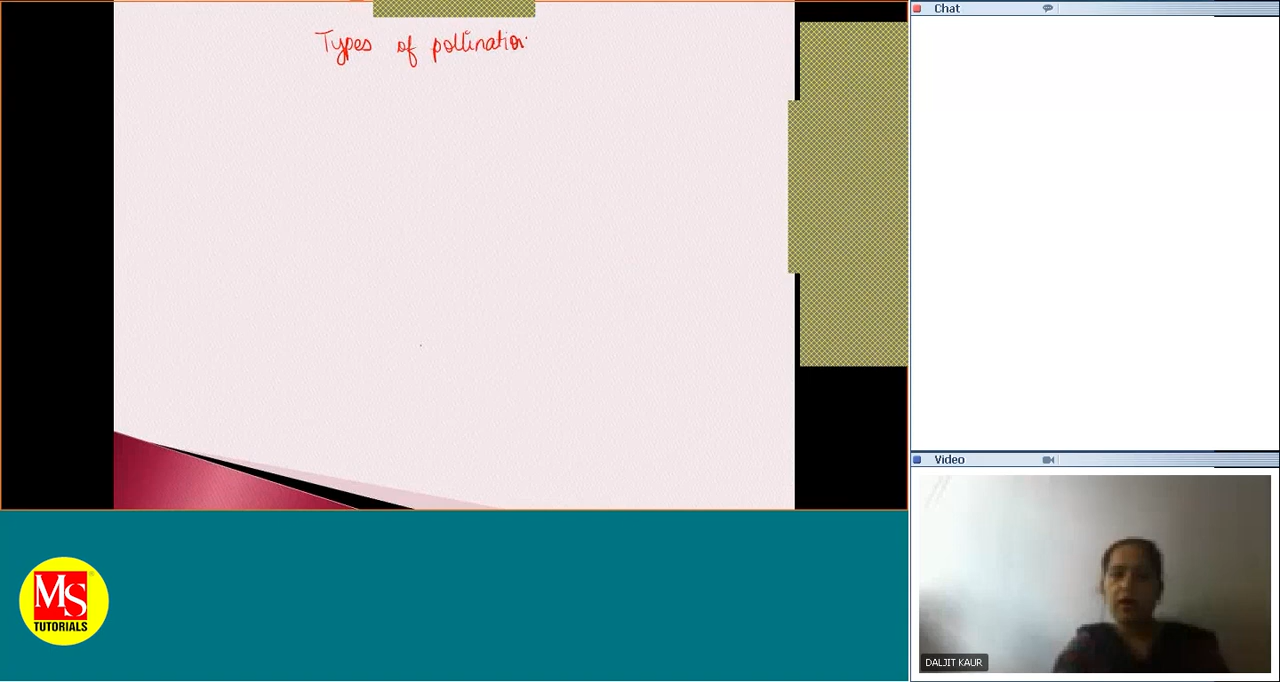 Types of pollination
Chat
Video
DALJIT KAUR
MS
TUTORIALS